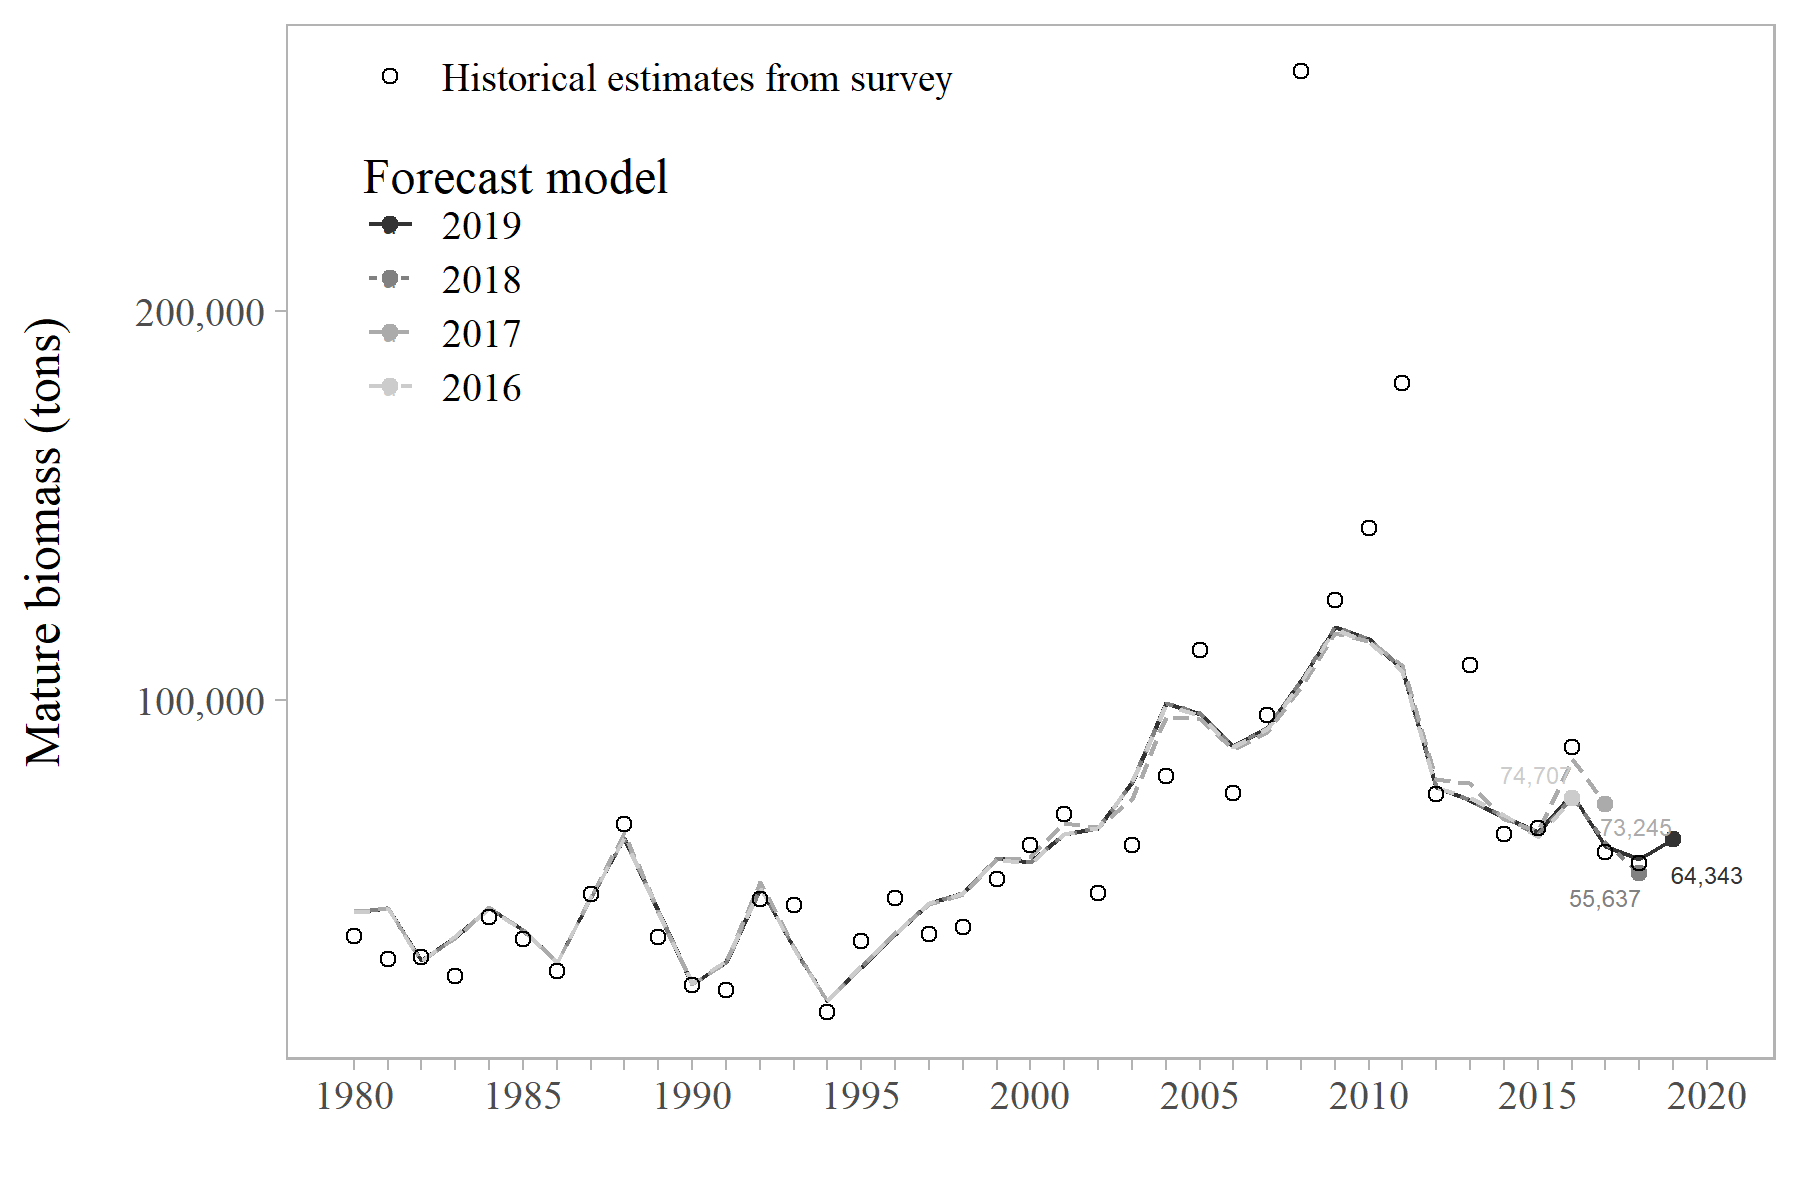 Historical estimates from survey
Forecast model
2019
2018
2017
2016
Mature biomass (tons)
200,000
100,000
74,707
73,245
64,343
55,637
1980 1985 1990 1995 2000 2005 2010 2015 2020